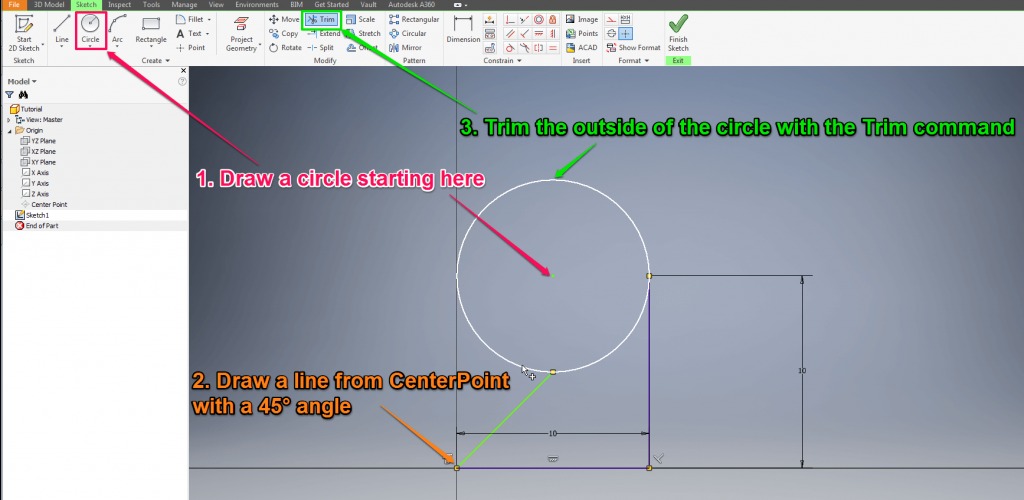 File 3D Model Sketch Inspect Tools Manage View Environments BIM Get Started Vault Autodesk A360
Start
2D Sketch
Line
Circle
Arc
Rectangle
Fillet
Text
Point
Project
Geometry
Move
Copy
Rotate
Trim
Extend
Split
Scale
Stretch
Offset
Rectangular
Circular
Mirror
Dimension
Image
Points
ACAD
Show Format
Finish
Sketch
Sketch Create Modify Pattern Constrain Insert Format Exit
Model
Tutorial
View: Master
Origin
YZ Plane
XZ Plane
XY Plane
X Axis
Y Axis
Z Axis
Center Point
Sketch1
End of Part
3. Trim the outside of the circle with the Trim command
1. Draw a circle starting here
2. Draw a line from CenterPoint
with a 45° angle
10
10